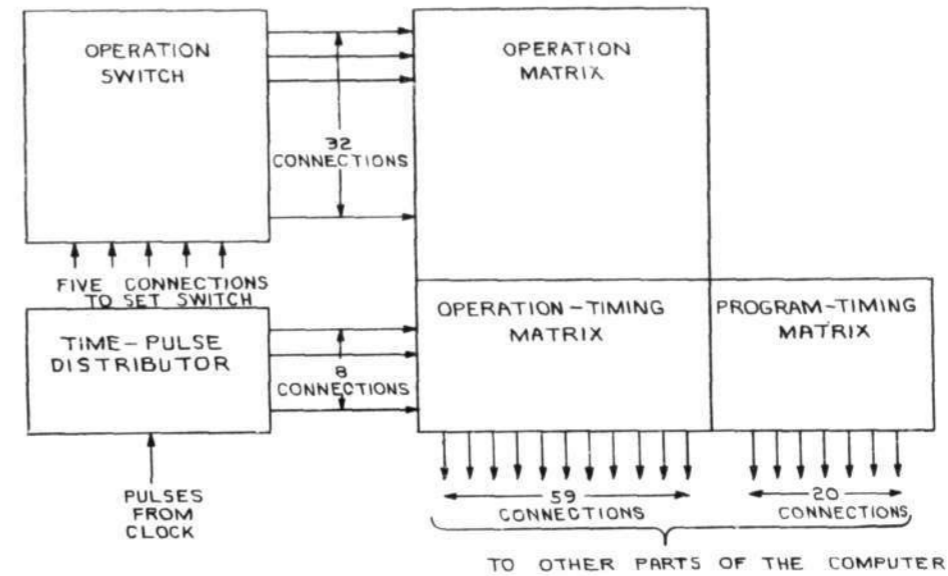 OPERATION
SWITCH
OPERATION
MATRIX
32
CONNECTIONS
FIVE CONNECTIONS
TO SET SWITCH
TIME-PULSE
DISTRIBUTOR
8
CONNECTIONS
OPERATION-TIMING
MATRIX
PROGRAM-TIMING
MATRIX
PULSES
FROM
CLOCK
59
CONNECTIONS
20
CONNECTIONS
TO OTHER PARTS OF THE COMPUTER